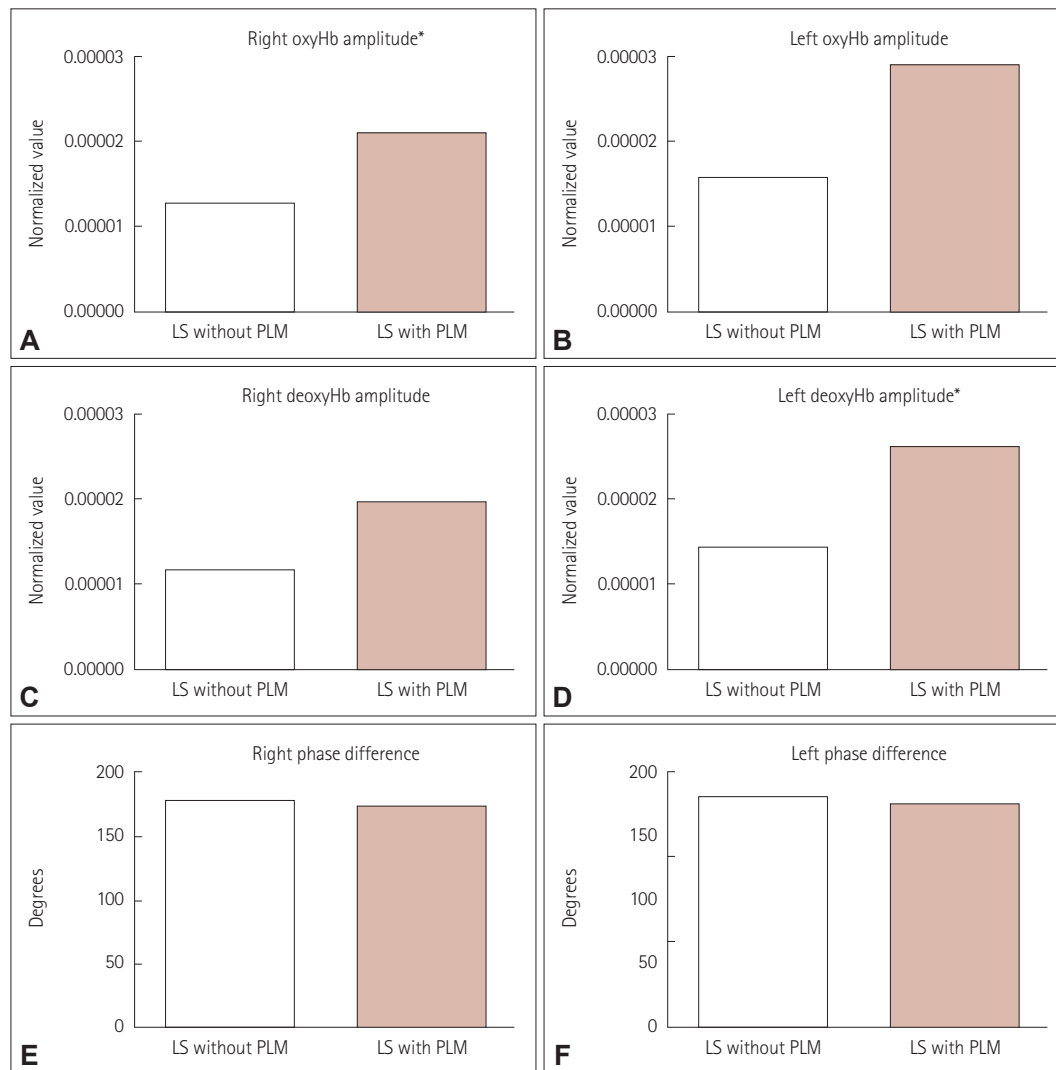 Right oxyHb amplitude*
0.00003
0.00002
0.00001
0.00000
Normalized value
LS without PLM LS with PLM
A
Left oxyHb amplitude
0.00003
0.00002
0.00001
0.00000
Normalized value
LS without PLM LS with PLM
B
Right deoxyHb amplitude
0.00003
0.00002
0.00001
0.00000
Normalized value
LS without PLM LS with PLM
C
Left deoxyHb amplitude*
0.00003
0.00002
0.00001
0.00000
Normalized value
LS without PLM LS with PLM
D
Right phase difference
200
150
100
50
0
Degrees
LS without PLM LS with PLM
E
Left phase difference
200
150
100
50
0
Degrees
LS without PLM LS with PLM
F